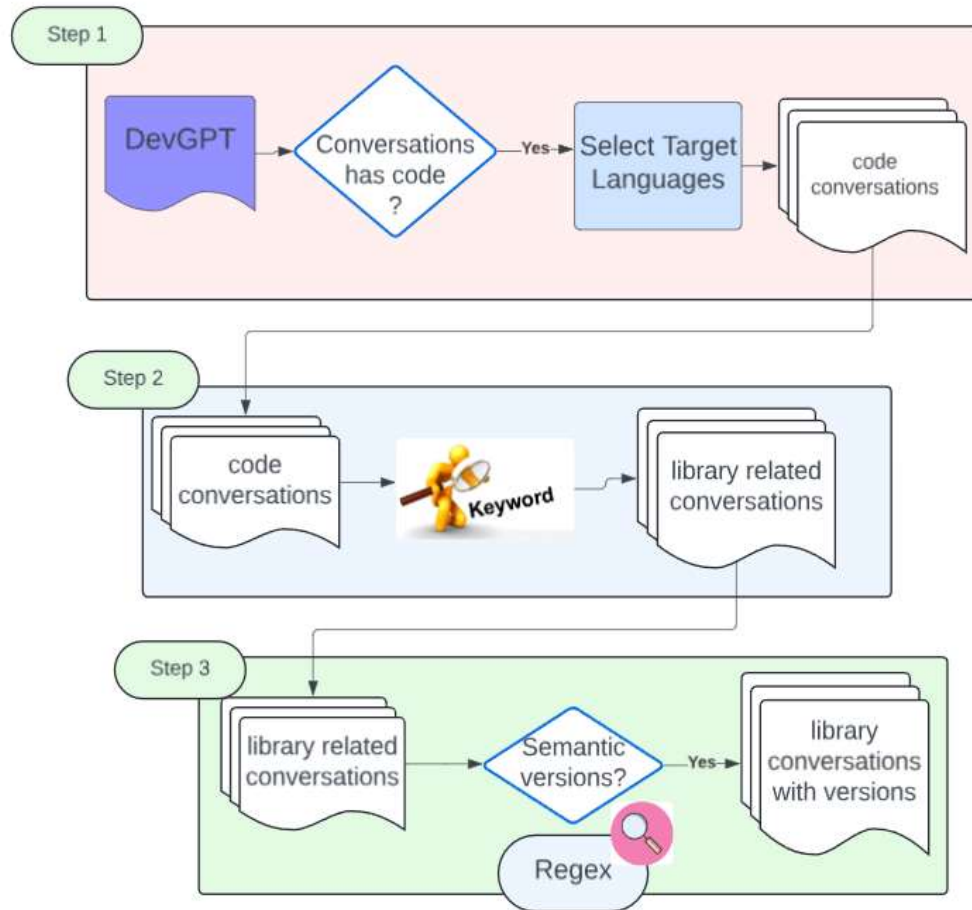 Step 1
DevGPT
Conversations
has code
?
Yes
Select Target
Languages
code
conversations
Step 2
code
conversations
Keyword
library related
conversations
Step 3
library related
conversations
Semantic
versions?
Yes
library
conversations
with versions
Regex